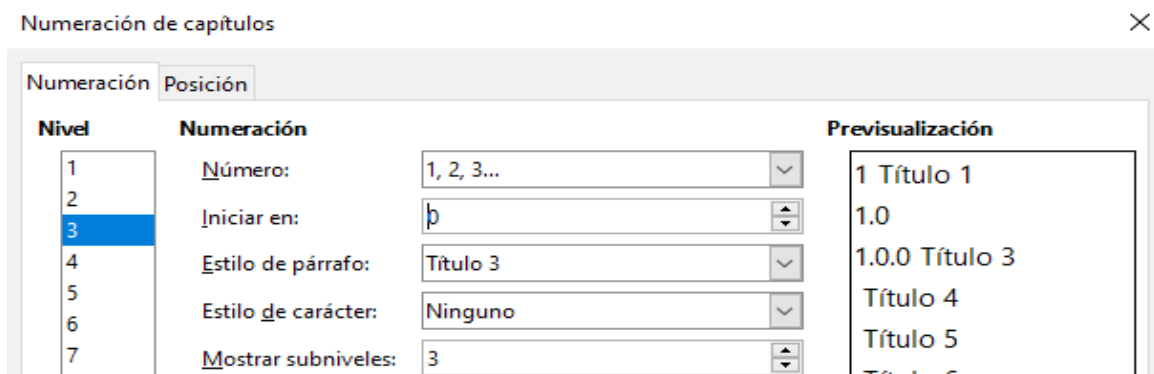 Numeración de capítulos
Numeración Posición
Nivel Numeración Previsualización
1 Número: 1, 2, 3... 1 Título 1
2 Iniciar en: 0 1.0
3 Estilo de párrafo: Título 3 1.0.0 Título 3
4 Estilo de carácter: Ninguno Título 4
5 Mostrar subniveles: 3 Título 5
6
7